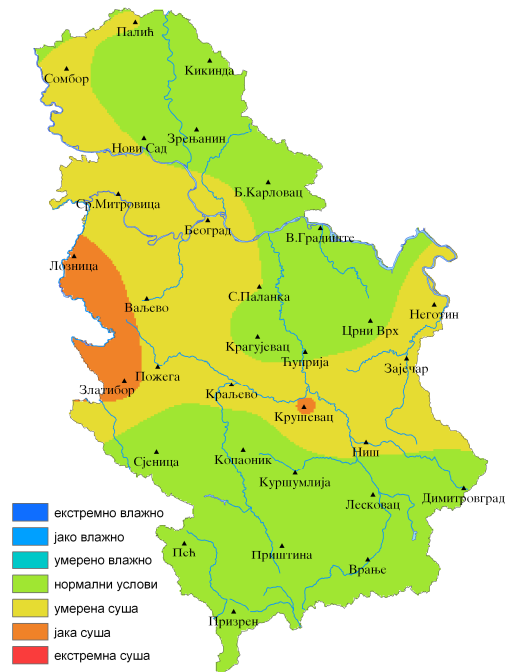 Палић
Кикинда
Сомбор
Зрењанин
Нови Сад
Б.Карловац
Ср.Митровица
Београд
В.Градиште
Лозница
С.Паланка
Ваљево
Неготин
Црни Врх
Крагујевац
Ћуприја
Зајечар
Пожега
Златибор
Краљево
Крушевац
Ниш
Копаоник
Сјеница
Куршумлија
Лесковац
Димитровград
Пећ
Приштина
Врање
Призрен
екстремно влажно
јако влажно
умерено влажно
нормални услови
умерена суша
јака суша
екстремна суша